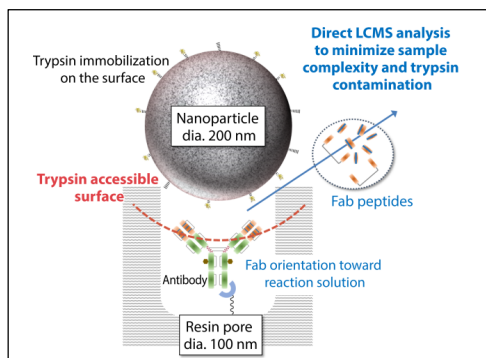 Direct LCMS analysis
to minimize sample
complexity and trypsin
contamination
Trypsin immobilization
on the surface
Nanoparticle
dia. 200 nm
Trypsin accessible
surface
Fab peptides
Antibody
Fab orientation toward
reaction solution
Resin pore
dia. 100 nm